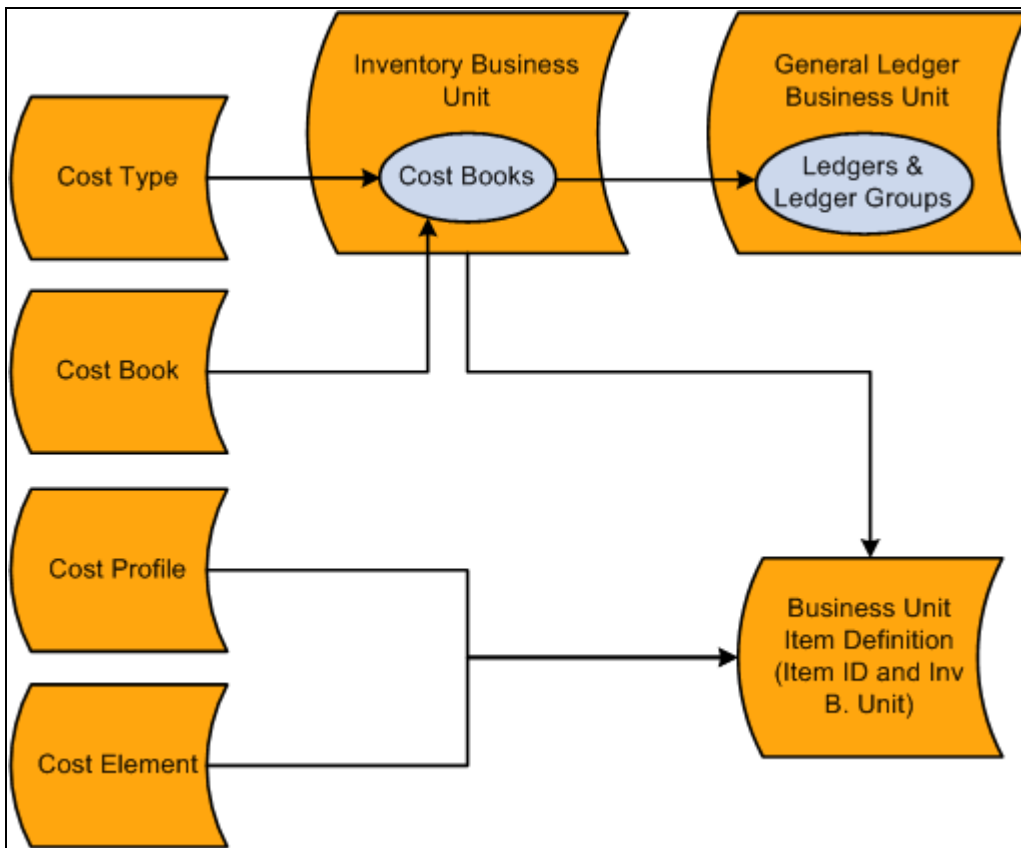 Inventory Business
Unit
Cost Books
General Ledger
Business Unit
Ledgers &
Ledger Groups
Cost Type
Cost Book
Cost Profile
Cost Element
Business Unit
Item Definition
(Item ID and Inv
B. Unit)